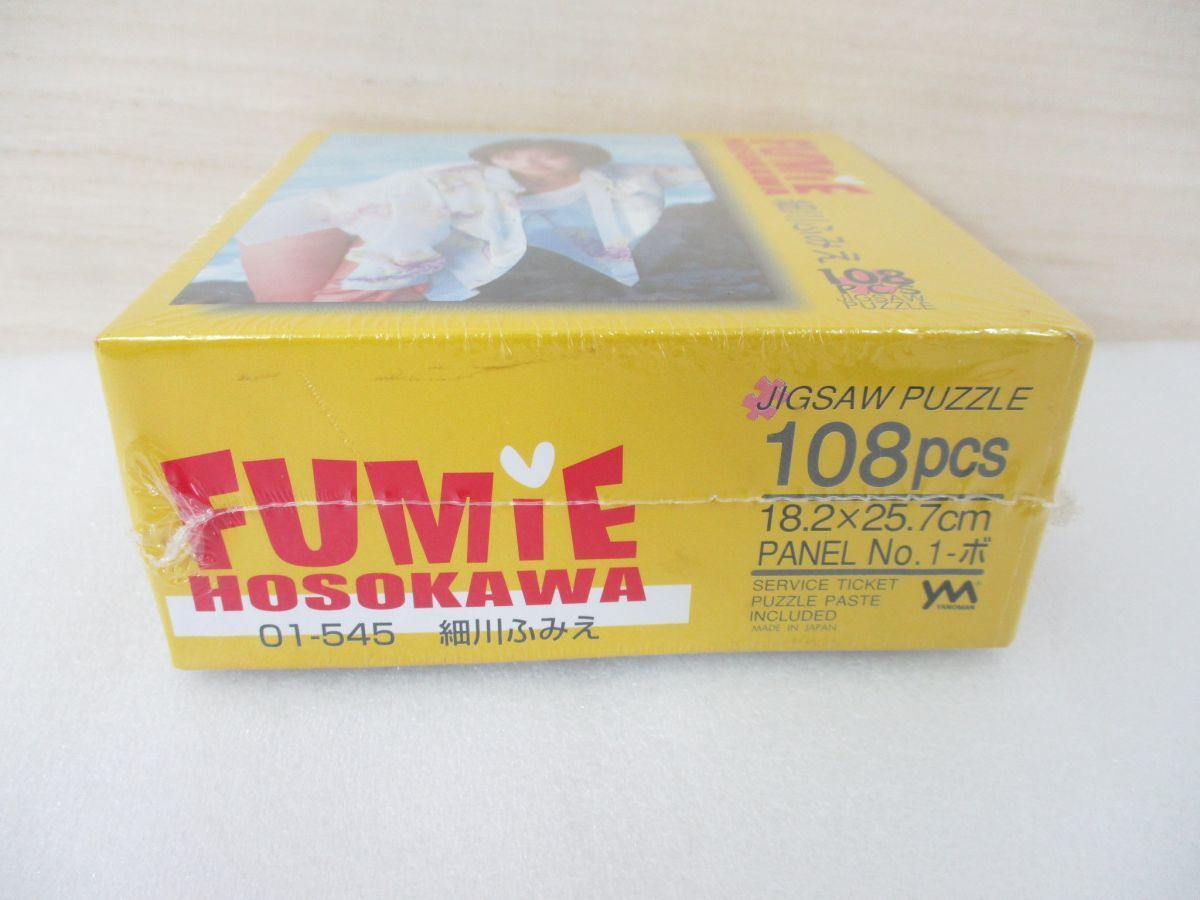 FUMiE
HOSOKAWA
細川ふみえ
108
PCS
JIGSAW
PUZZLE
JIGSAW PUZZLE
108pcs
18.2×25.7cm
PANEL No.1-ボ
SERVICE TICKET
PUZZLE PASTE
INCLUDED
MADE IN JAPAN
YM
YANOMAN
FUMiE
HOSOKAWA
01-545 細川ふみえ